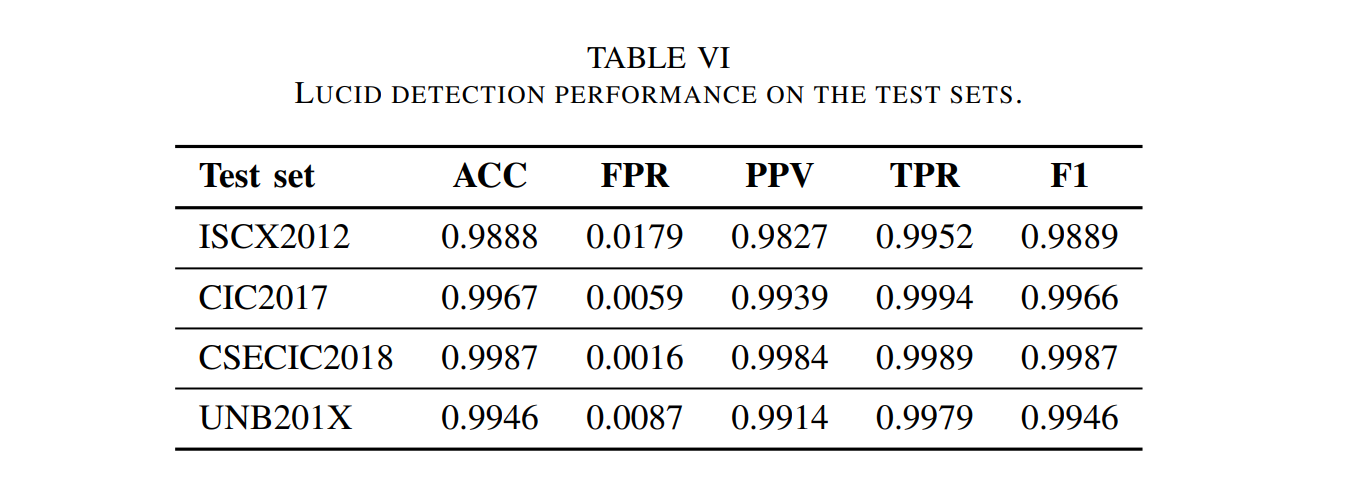 TABLE VI
LUCID DETECTION PERFORMANCE ON THE TEST SETS.
Test set ACC FPR PPV TPR F1
ISCX2012 0.9888 0.0179 0.9827 0.9952 0.9889
CIC2017 0.9967 0.0059 0.9939 0.9994 0.9966
CSECIC2018 0.9987 0.0016 0.9984 0.9989 0.9987
UNB201X 0.9946 0.0087 0.9914 0.9979 0.9946